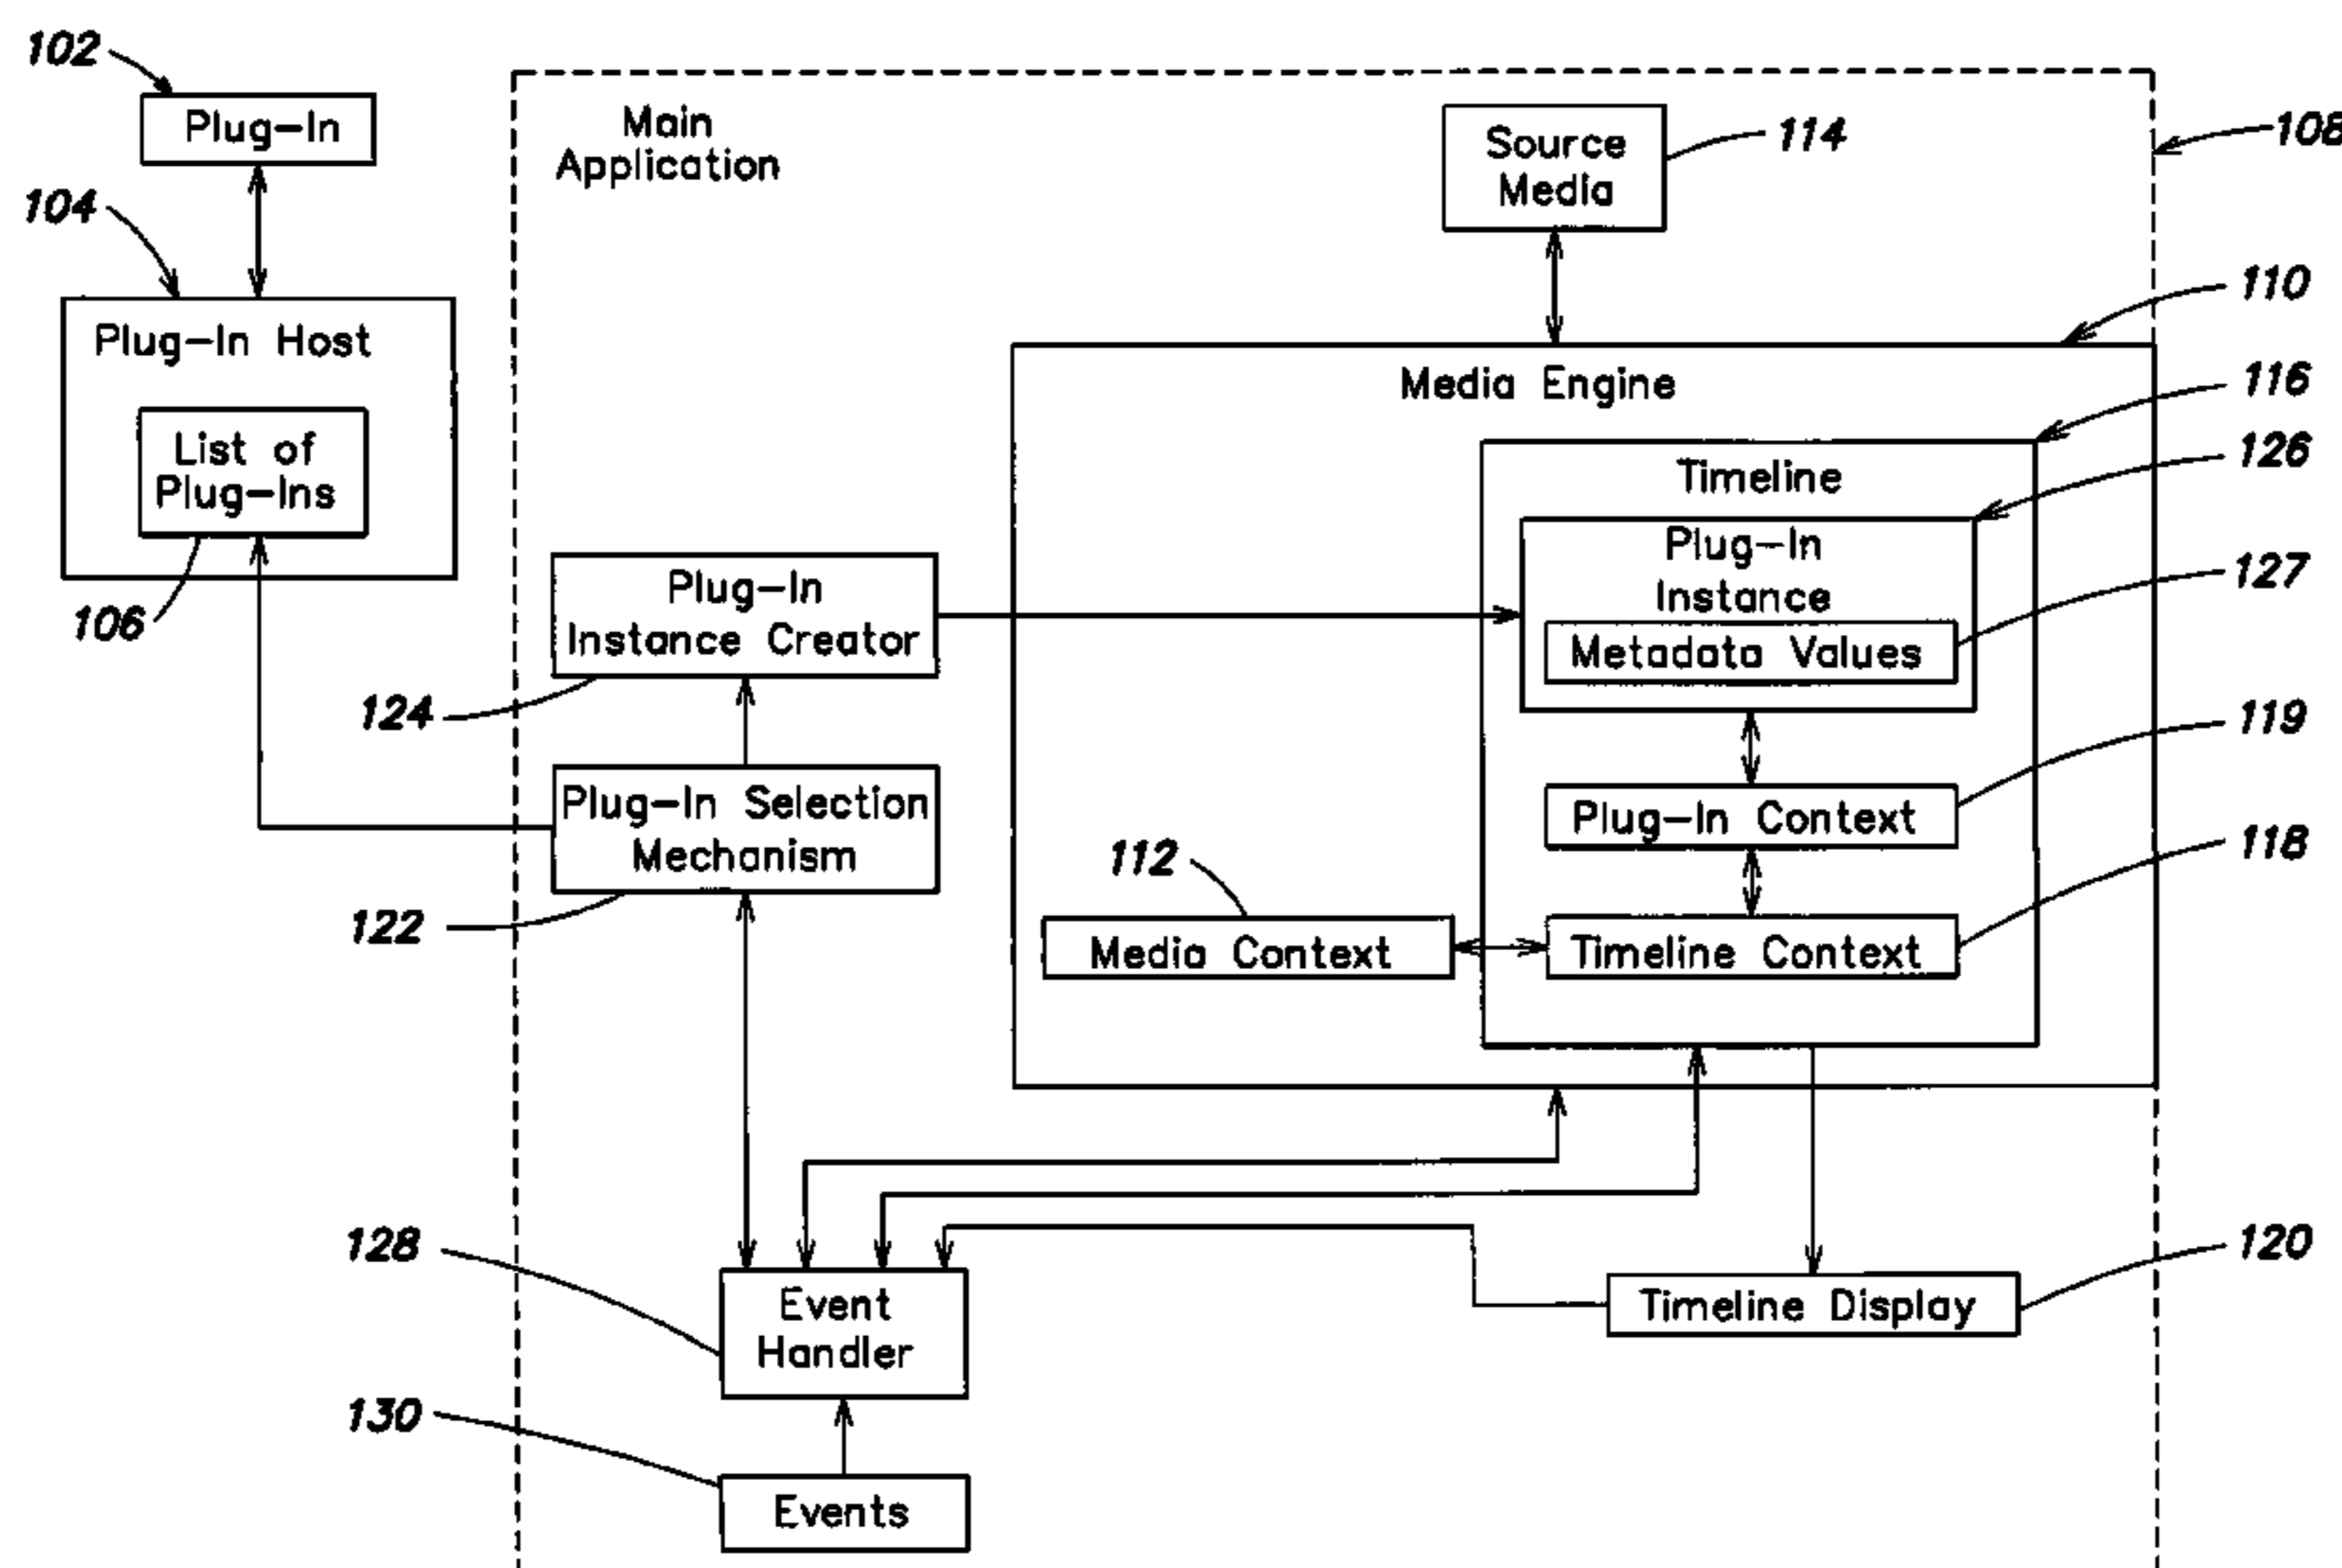 102
Plug-In
104
Plug-In Host
List of
Plug-Ins
106
Main
Application
Source
Media
114
108
110
Media Engine
116
Timeline
126
Plug-In
Instance
127
Metadata Values
Plug-In
Instance Creator
124
119
Plug-In Context
Plug-In Selection
Mechanism
122
118
112
Media Context
Timeline Context
128
Event
Handler
120
Timeline Display
130
Events